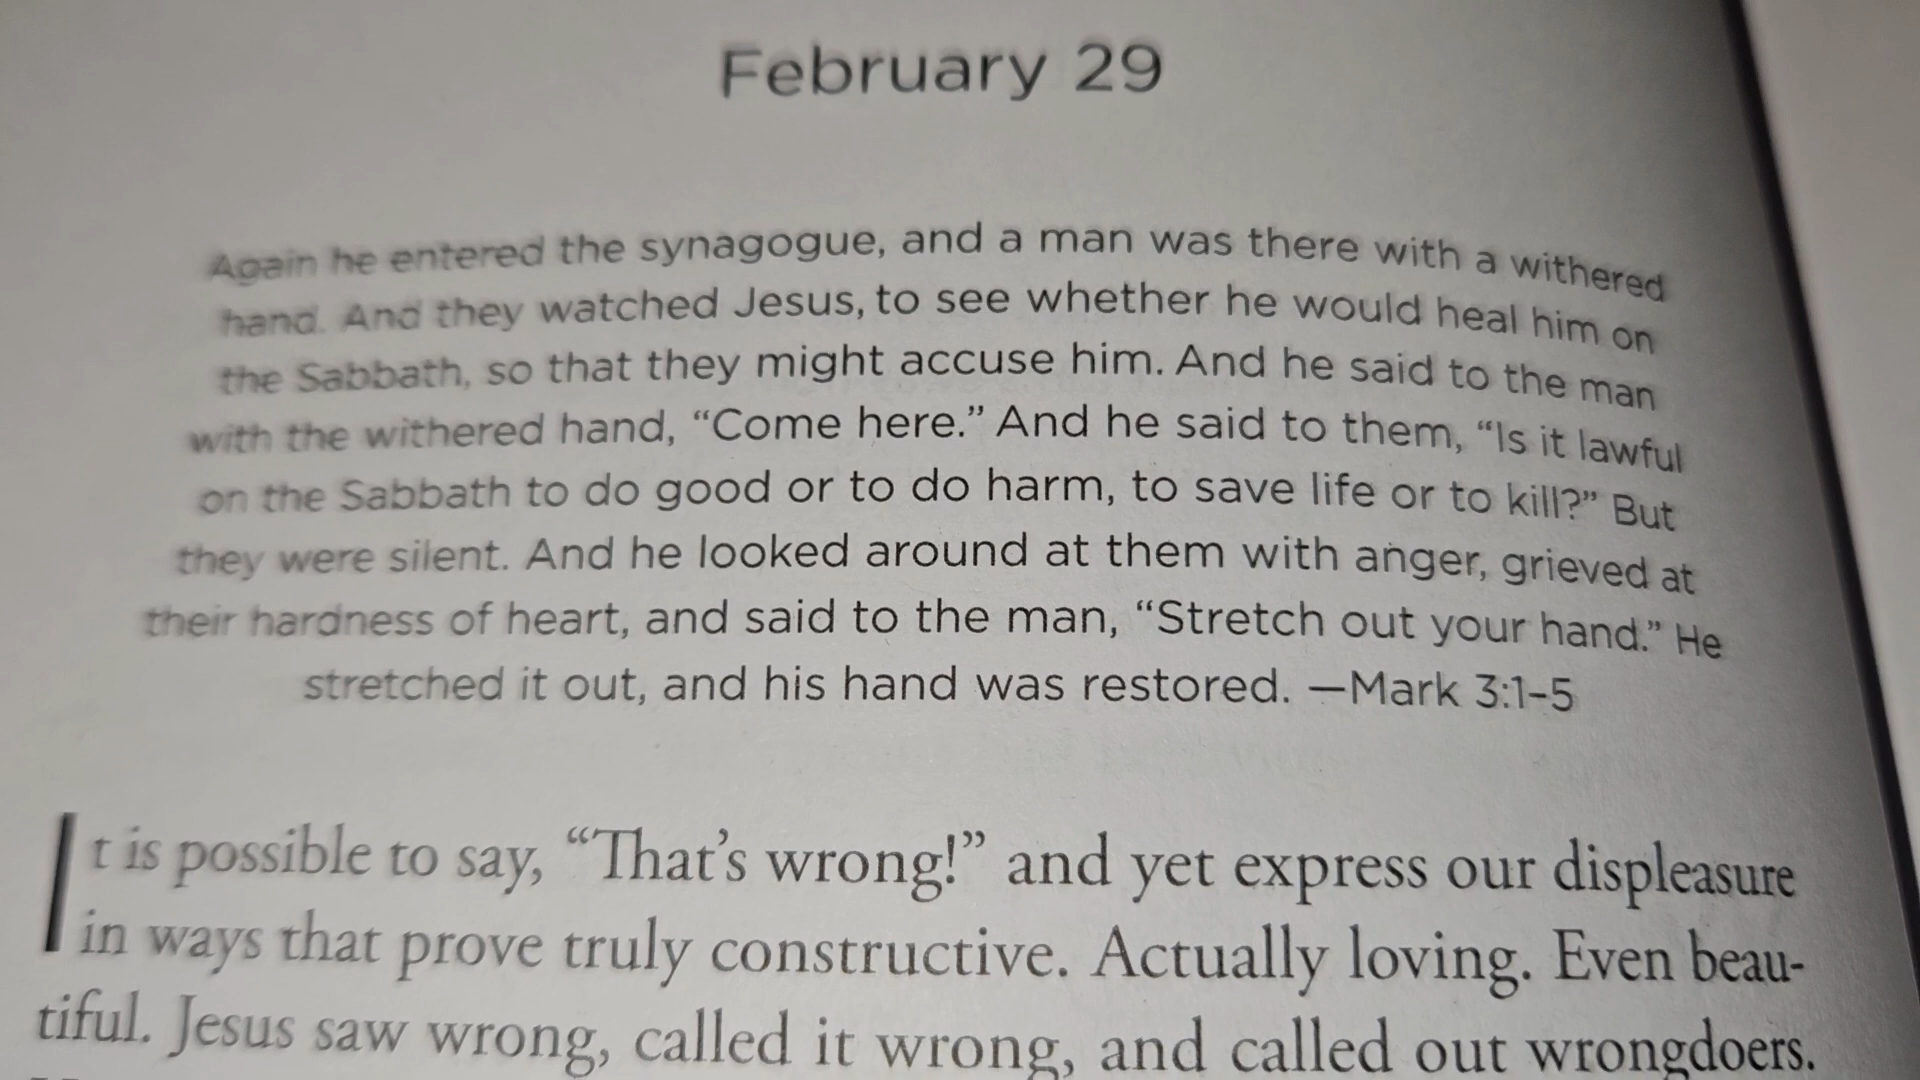 February 29
Again he entered the synagogue, and a man was there with a withered
hand. And they watched Jesus, to see whether he would heal him on
the Sabbath, so that they might accuse him. And he said to the man
with the withered hand, “Come here.” And he said to them, “Is it lawful
on the Sabbath to do good or to do harm, to save life or to kill?” But
they were silent. And he looked around at them with anger, grieved at
their hardness of heart, and said to the man, “Stretch out your hand.” He
stretched it out, and his hand was restored. —Mark 3:1–5
It is possible to say, “That’s wrong!” and yet express our displeasure
in ways that prove truly constructive. Actually loving. Even beau-
tiful. Jesus saw wrong, called it wrong, and called out wrongdoers.